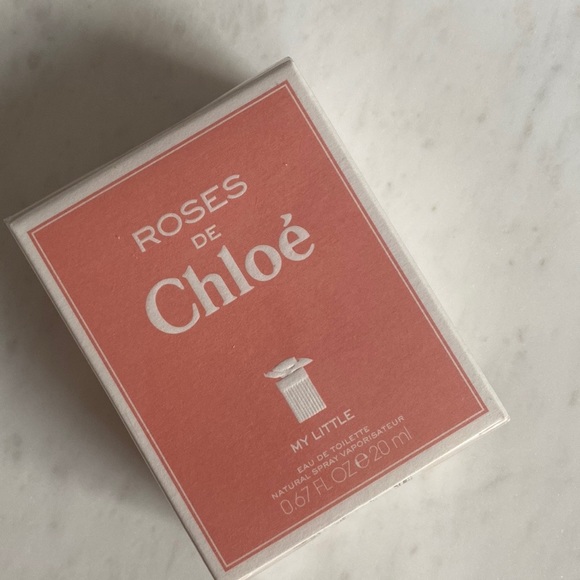 ROSES
DE
Chloé
MY LITTLE
EAU DE TOILETTE
NATURAL SPRAY VAPORISATEUR
0.67 FL OZ ℮ 20 ml